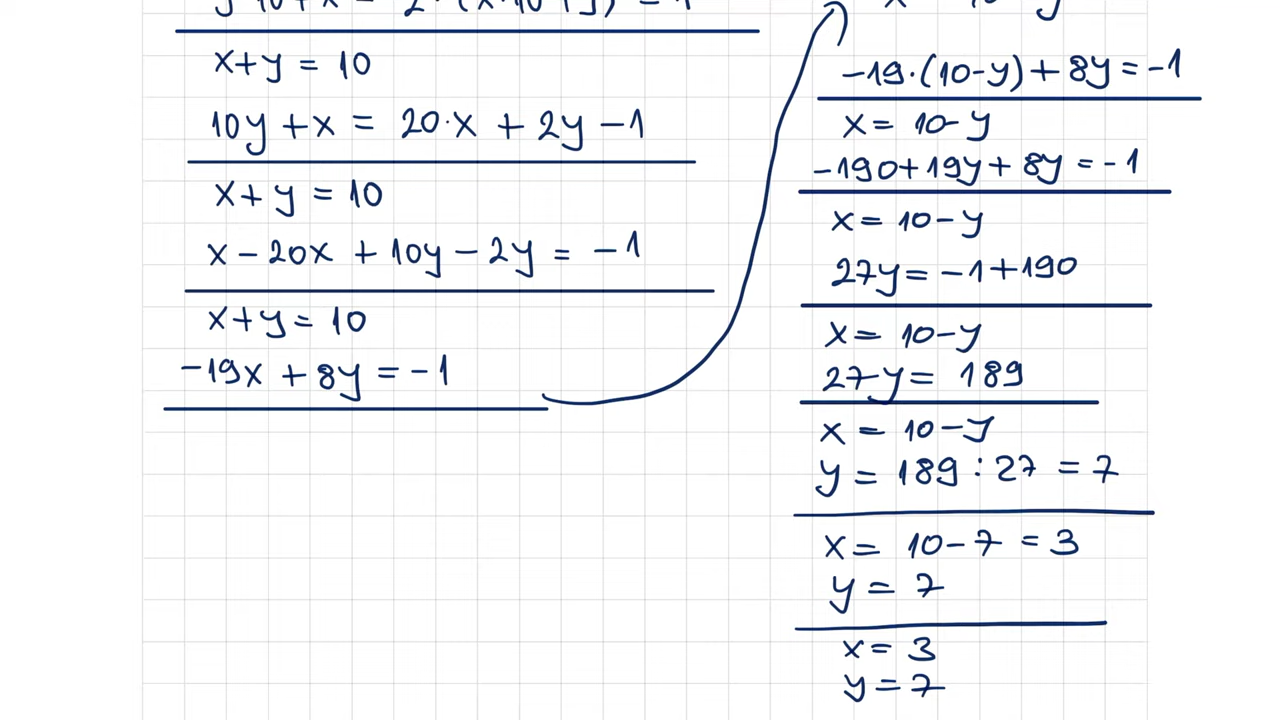 x+y = 10
10y + x = 20·x + 2y - 1
x + y = 10
x - 20x + 10y - 2y = -1
x+y = 10
-19x + 8y = -1
-19·(10-y) + 8y = -1
x = 10-y
-190+19y + 8y = -1
x = 10-y
27y = -1+190
x = 10-y
27y = 189
x = 10-y
y = 189 : 27 = 7
x = 10-7 = 3
y = 7
x = 3
y = 7